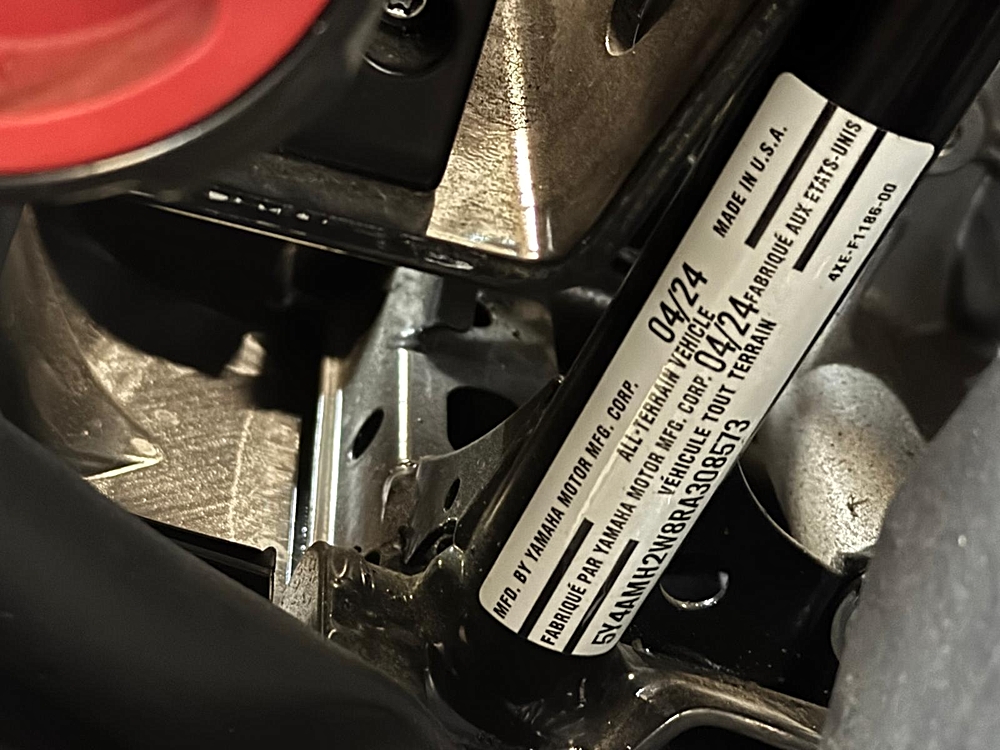 MFD. BY YAMAHA MOTOR MFG. CORP. 04/24 MADE IN U.S.A.
ALL-TERRAIN VEHICLE
FABRIQUÉ PAR YAMAHA MOTOR MFG. CORP. 04/24 FABRIQUÉ AUX ETATS-UNIS
VÉHICULE TOUT TERRAIN
5Y4AMH2N8RA308573
4XE-F1186-00